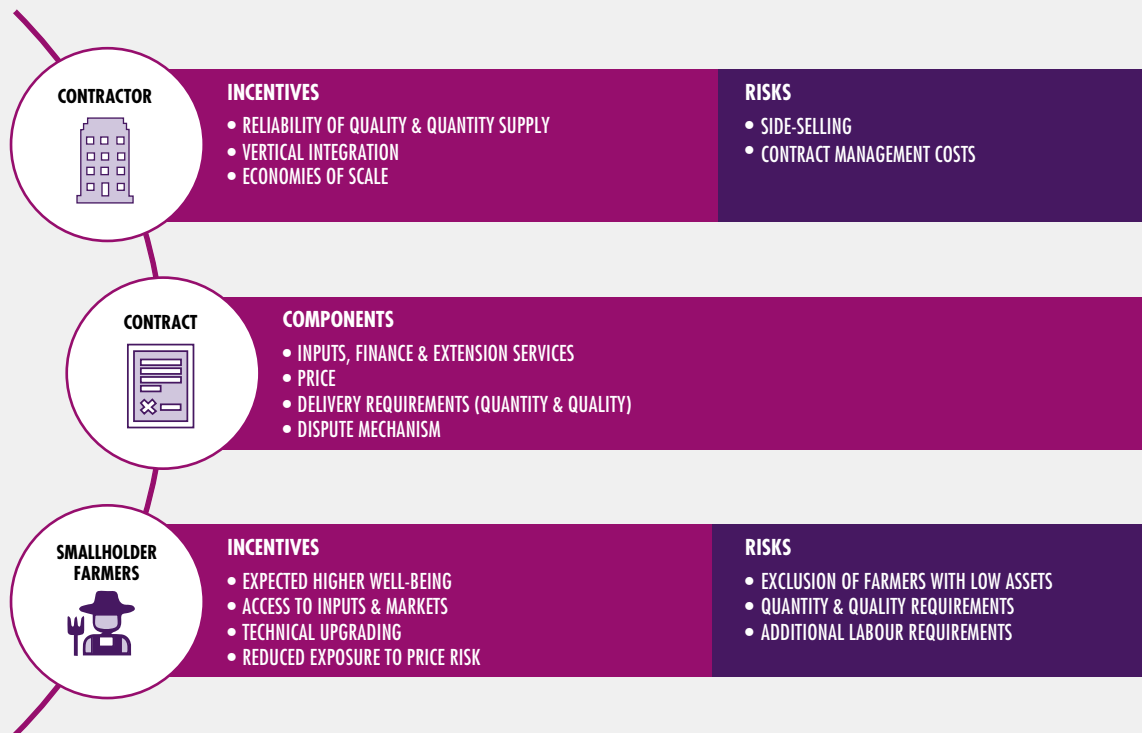 CONTRACTOR
INCENTIVES
• RELIABILITY OF QUALITY & QUANTITY SUPPLY
• VERTICAL INTEGRATION
• ECONOMIES OF SCALE
RISKS
• SIDE-SELLING
• CONTRACT MANAGEMENT COSTS
CONTRACT
COMPONENTS
• INPUTS, FINANCE & EXTENSION SERVICES
• PRICE
• DELIVERY REQUIREMENTS (QUANTITY & QUALITY)
• DISPUTE MECHANISM
SMALLHOLDER
FARMERS
INCENTIVES
• EXPECTED HIGHER WELL-BEING
• ACCESS TO INPUTS & MARKETS
• TECHNICAL UPGRADING
• REDUCED EXPOSURE TO PRICE RISK
RISKS
• EXCLUSION OF FARMERS WITH LOW ASSETS
• QUANTITY & QUALITY REQUIREMENTS
• ADDITIONAL LABOUR REQUIREMENTS